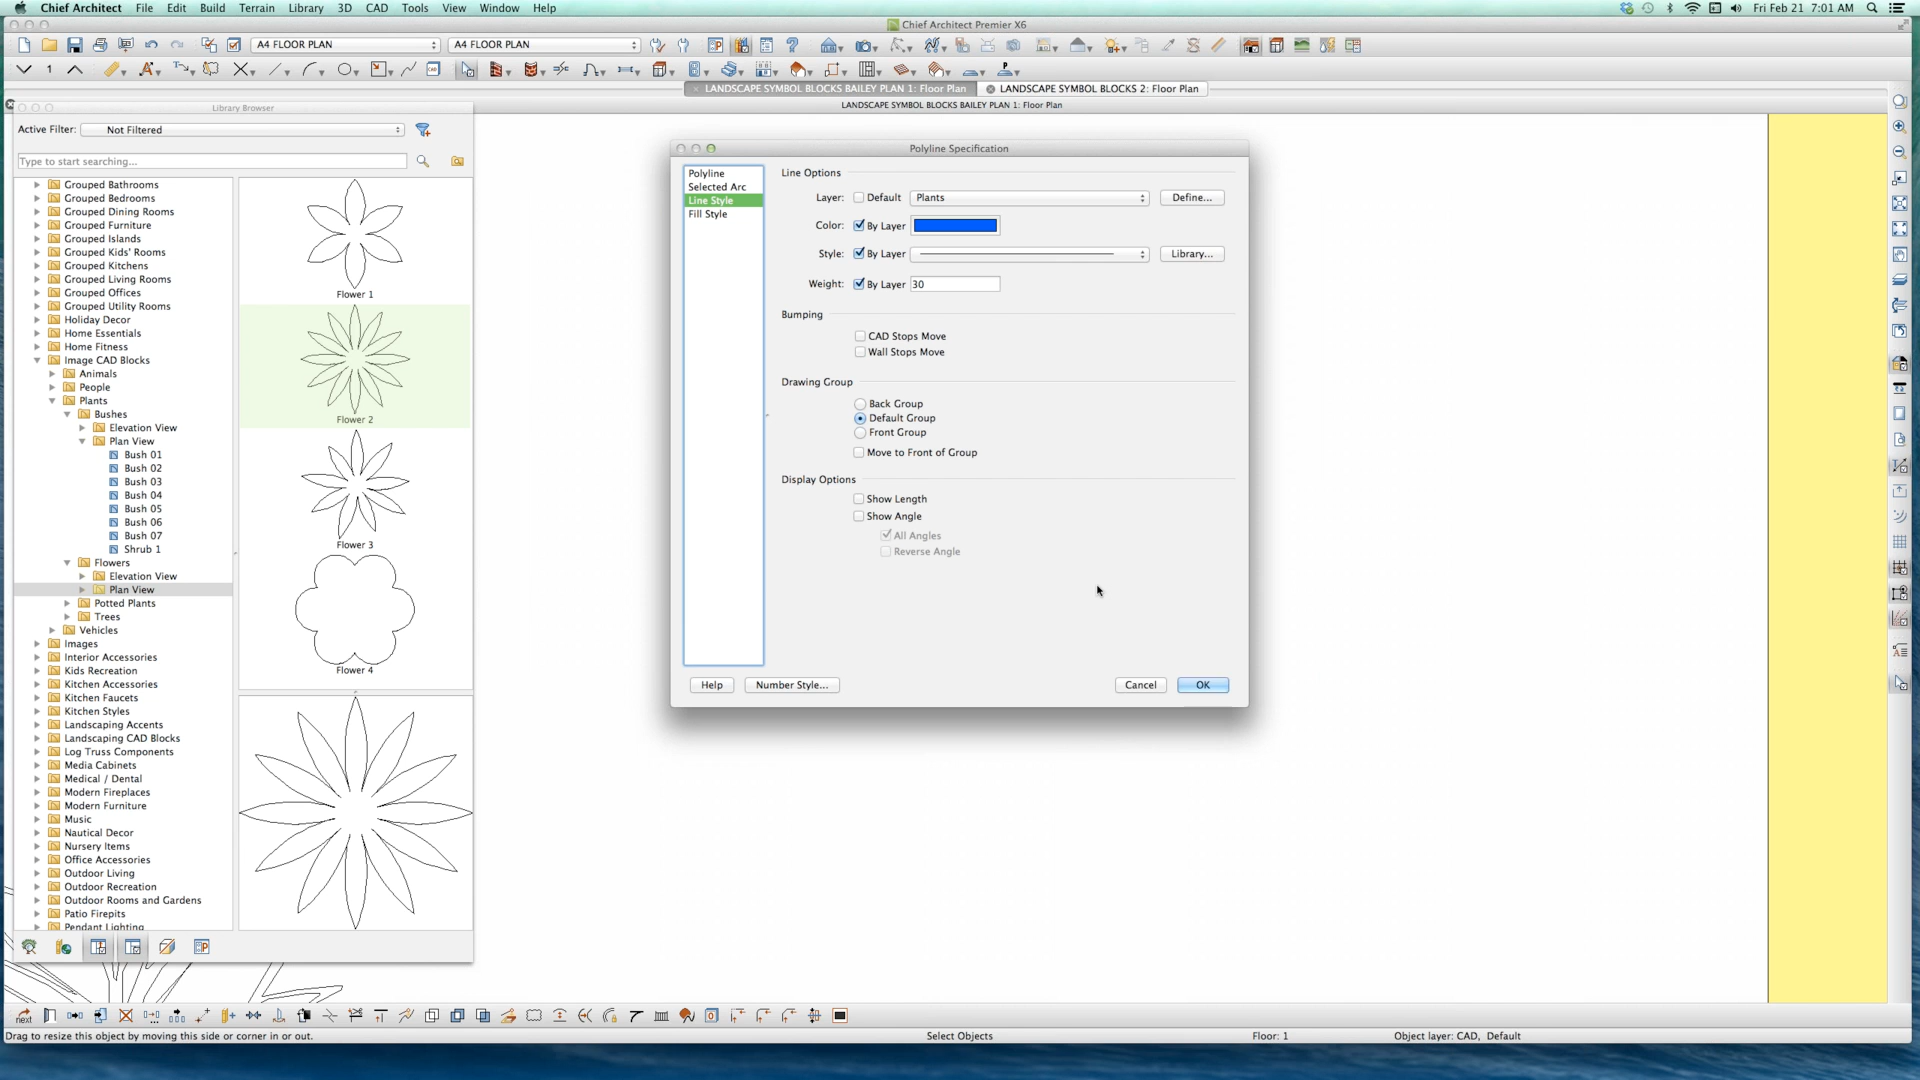 Chief Architect File Edit Build Terrain Library 3D CAD Tools View Window Help
Fri Feb 21 7:01 AM
Chief Architect Premier X6
A4 FLOOR PLAN
A4 FLOOR PLAN
1
LANDSCAPE SYMBOL BLOCKS BAILEY PLAN 1: Floor Plan
LANDSCAPE SYMBOL BLOCKS 2: Floor Plan
LANDSCAPE SYMBOL BLOCKS BAILEY PLAN 1: Floor Plan
Library Browser
Active Filter: Not Filtered
Type to start searching...
Grouped Bathrooms
Grouped Bedrooms
Grouped Dining Rooms
Grouped Furniture
Grouped Islands
Grouped Kids' Rooms
Grouped Kitchens
Grouped Living Rooms
Grouped Offices
Grouped Utility Rooms
Holiday Decor
Home Essentials
Home Fitness
Image CAD Blocks
Animals
People
Plants
Bushes
Elevation View
Plan View
Bush 01
Bush 02
Bush 03
Bush 04
Bush 05
Bush 06
Bush 07
Shrub 1
Flowers
Elevation View
Plan View
Potted Plants
Trees
Vehicles
Images
Interior Accessories
Kids Recreation
Kitchen Accessories
Kitchen Faucets
Kitchen Styles
Landscaping Accents
Landscaping CAD Blocks
Log Truss Components
Media Cabinets
Medical / Dental
Modern Fireplaces
Modern Furniture
Music
Nautical Decor
Nursery Items
Office Accessories
Outdoor Living
Outdoor Recreation
Outdoor Rooms and Gardens
Patio Firepits
Pendant Lighting
Flower 1
Flower 2
Flower 3
Flower 4
Polyline Specification
Polyline
Selected Arc
Line Style
Fill Style
Line Options
Layer: Default Plants Define...
Color: By Layer
Style: By Layer Library...
Weight: By Layer 30
Bumping
CAD Stops Move
Wall Stops Move
Drawing Group
Back Group
Default Group
Front Group
Move to Front of Group
Display Options
Show Length
Show Angle
All Angles
Reverse Angle
Help Number Style... Cancel OK
next
Drag to resize this object by moving this side or corner in or out.
Select Objects
Floor: 1
Object layer: CAD, Default